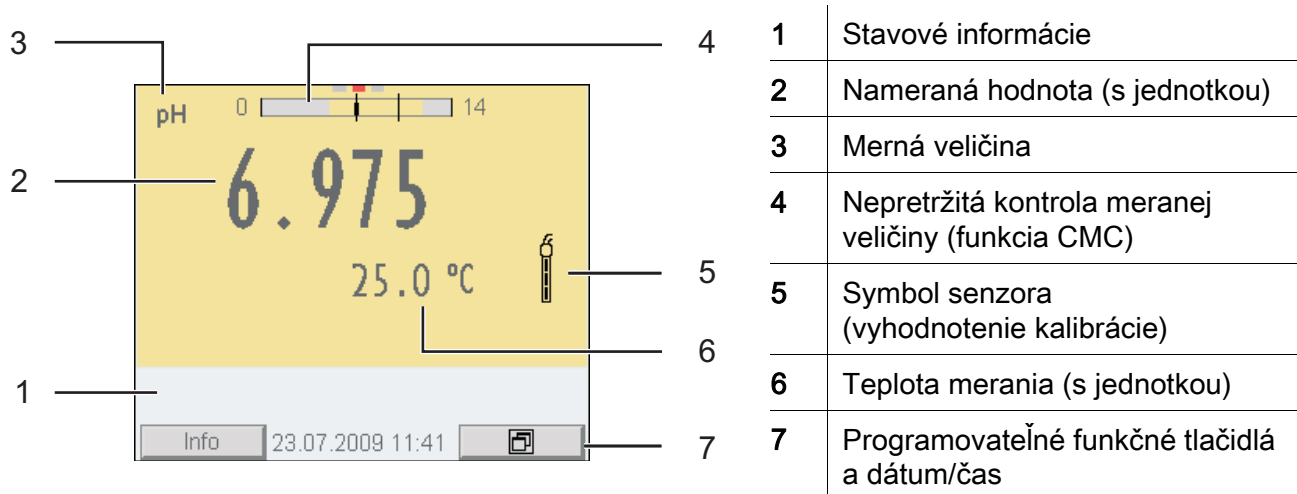 3
4
pH 0 14
2
6.975
25.0 °C
5
6
1
Info 23.07.2009 11:41
7
1 Stavové informácie
2 Nameraná hodnota (s jednotkou)
3 Merná veličina
4 Nepretržitá kontrola meranej
veličiny (funkcia CMC)
5 Symbol senzora
(vyhodnotenie kalibrácie)
6 Teplota merania (s jednotkou)
7 Programovateĺné funkčné tlačidlá
a dátum/čas